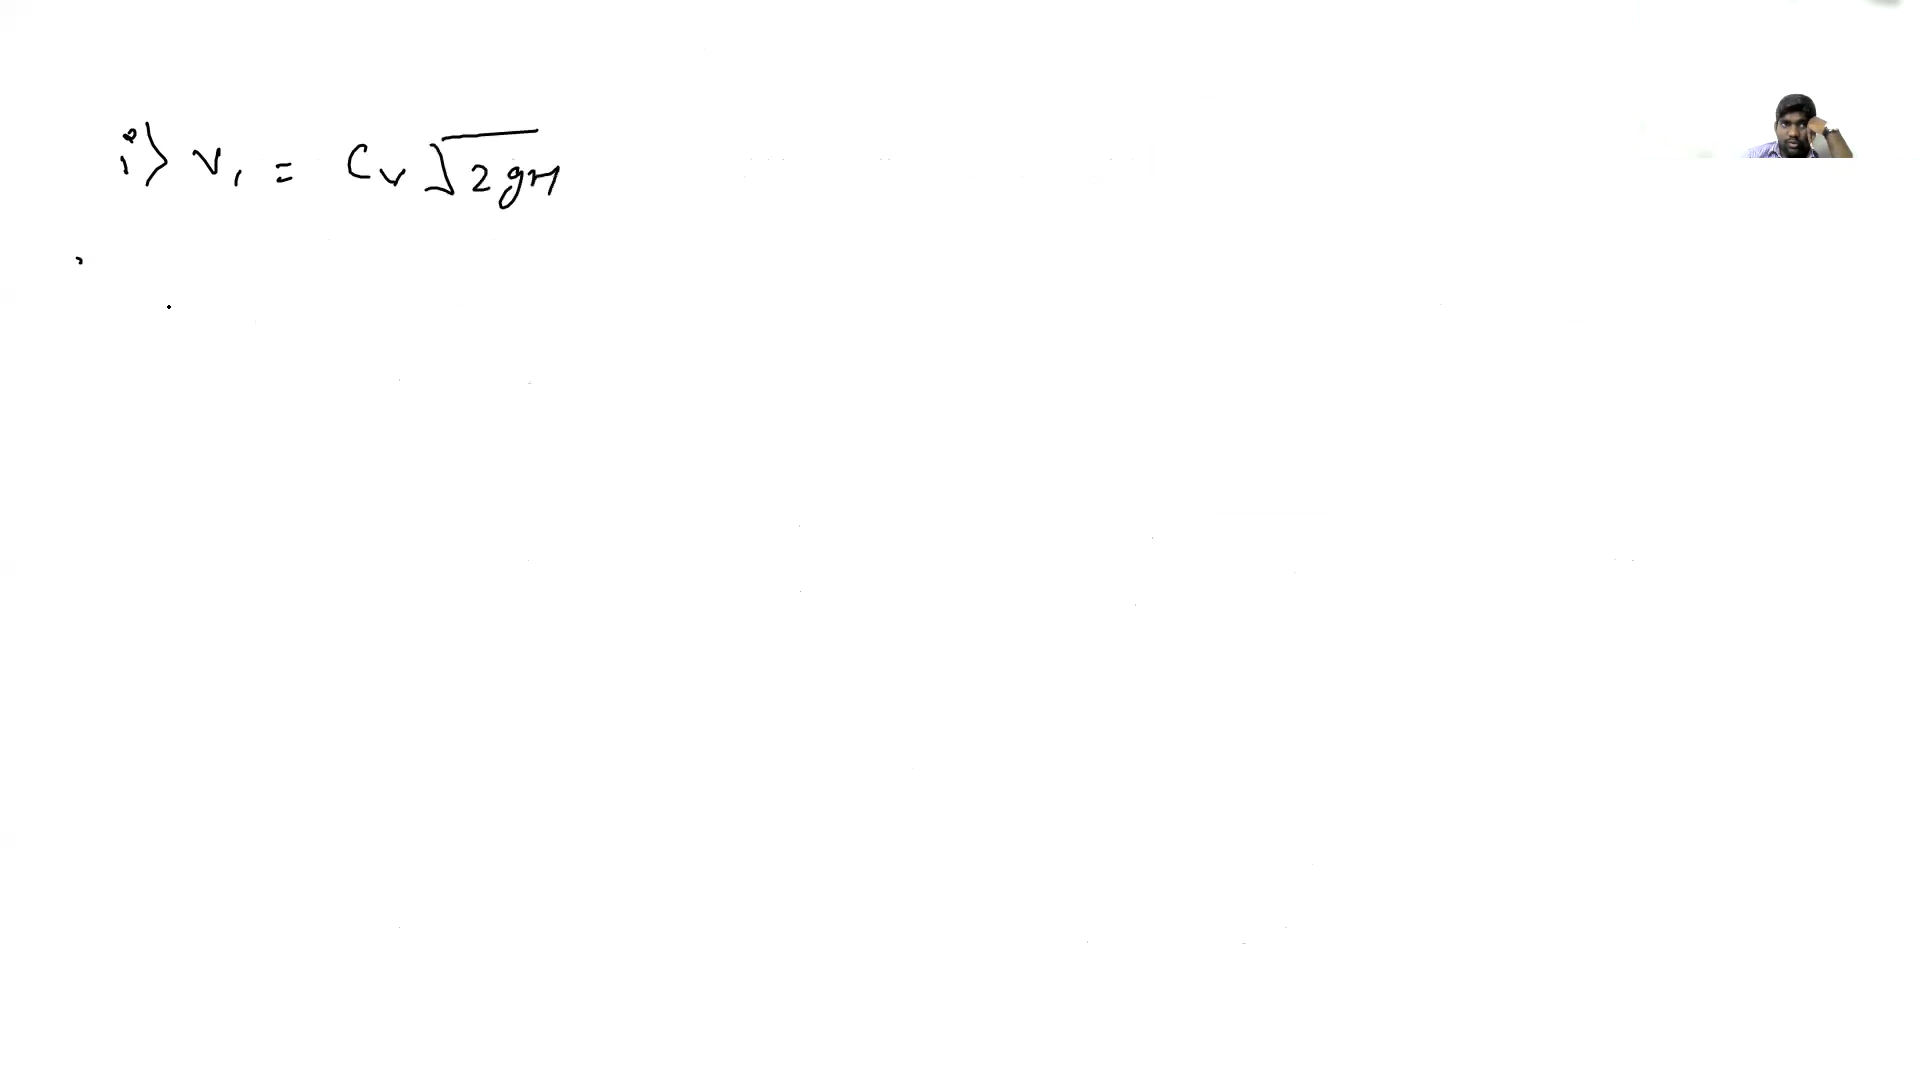 i) V₁ = Cᵥ √2gH